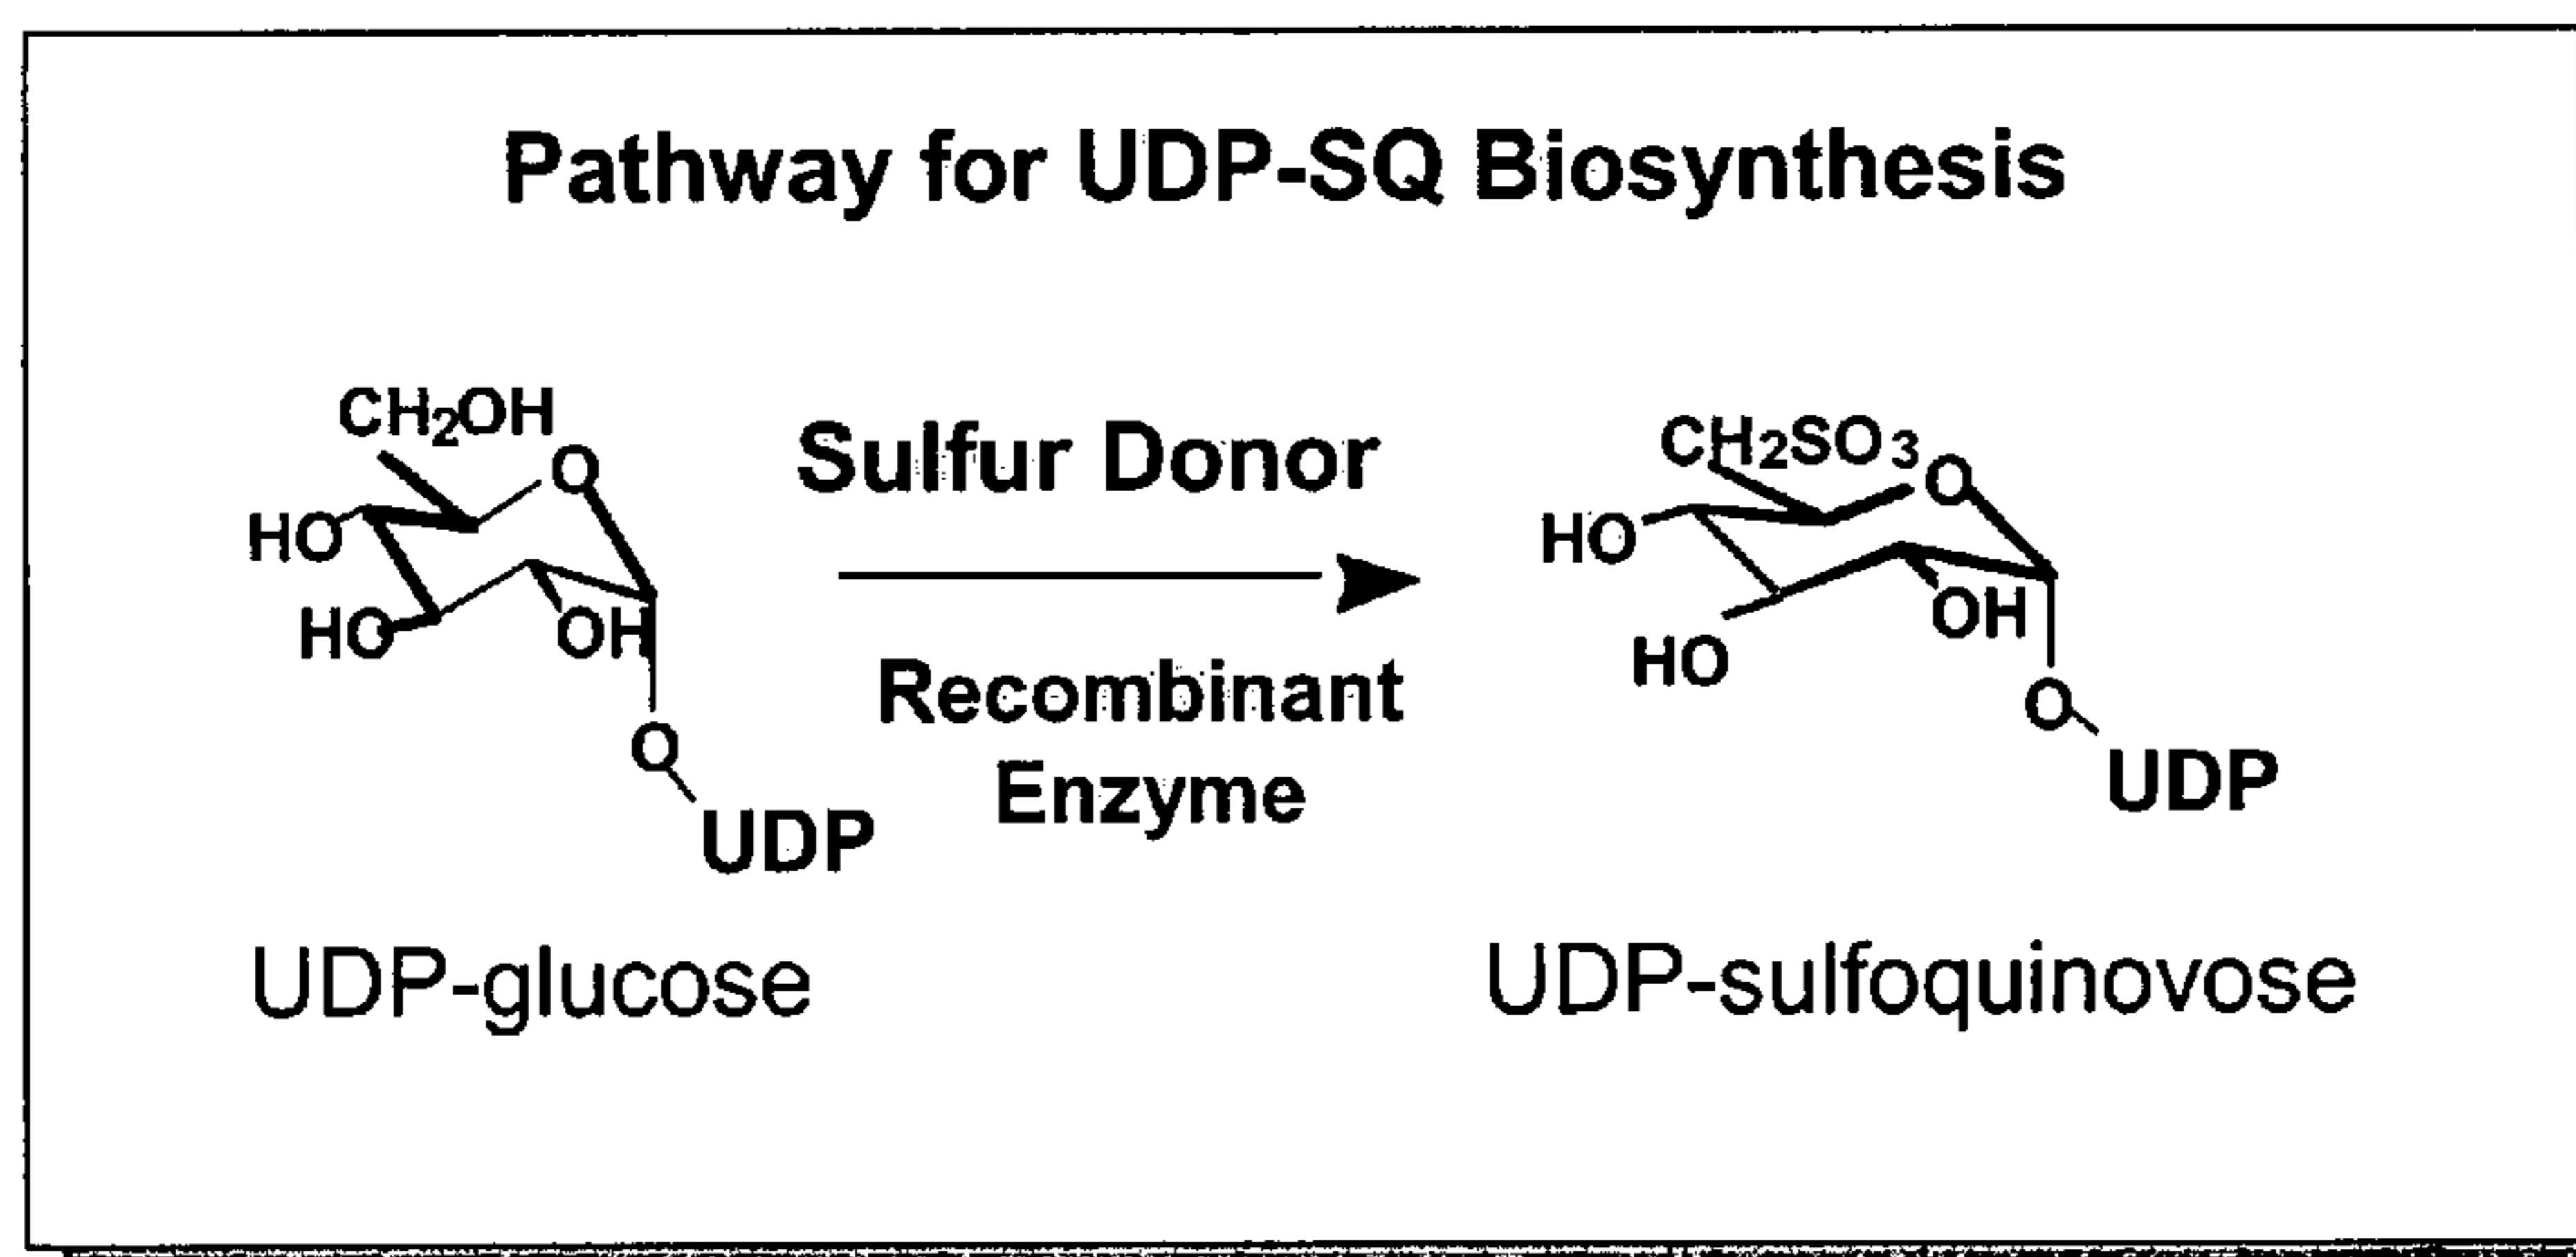 Pathway for UDP-SQ Biosynthesis
CH₂OH
O
HO
HO
OH
O
UDP
UDP-glucose
Sulfur Donor
Recombinant
Enzyme
CH₂SO₃
O
HO
OH
HO
O
UDP
UDP-sulfoquinovose